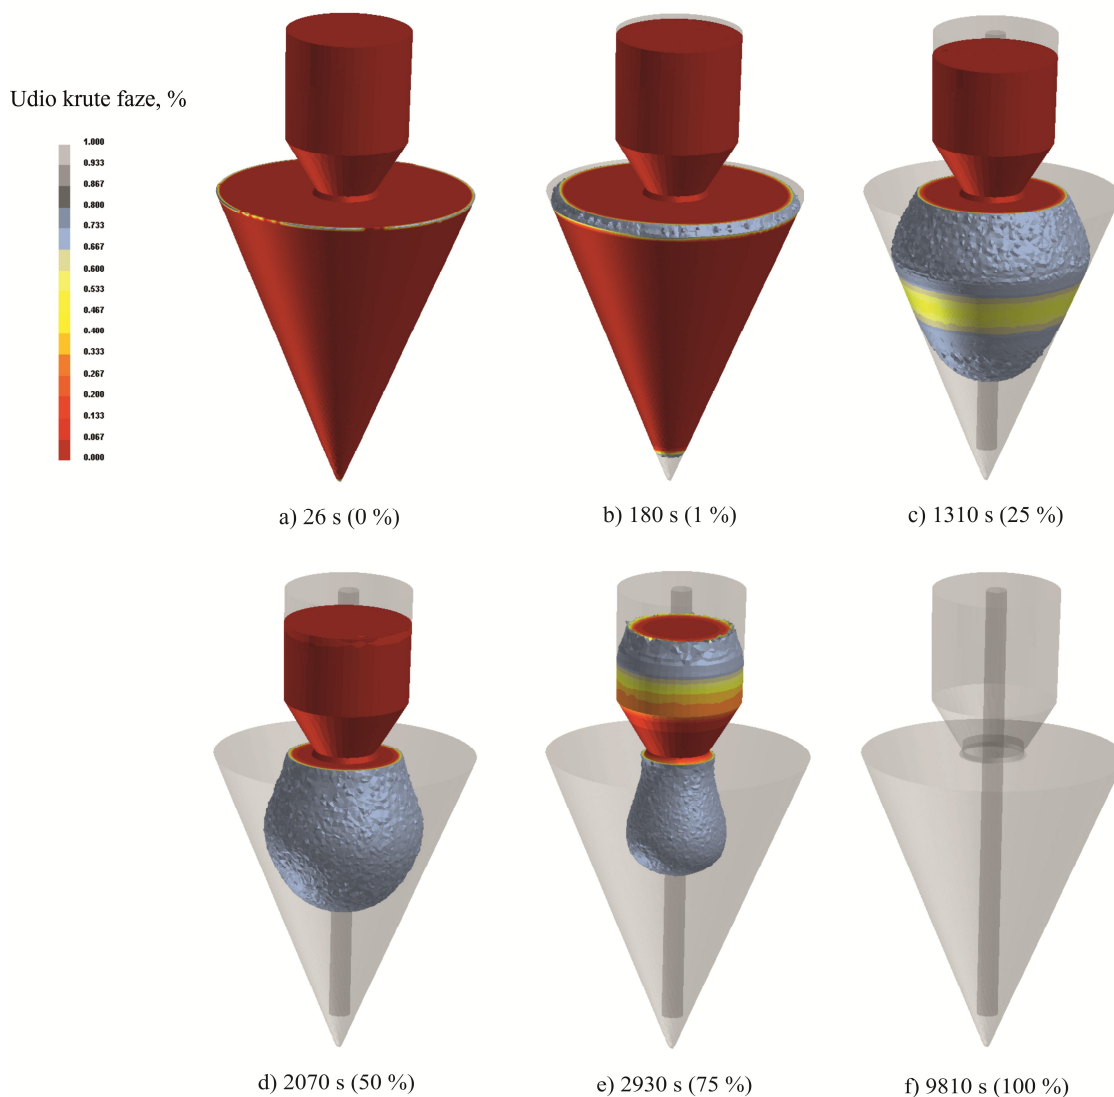 Udio krute faze, %
1.000
0.933
0.867
0.800
0.733
0.667
0.600
0.533
0.467
0.400
0.333
0.267
0.200
0.133
0.067
0.000
a) 26 s (0 %)
b) 180 s (1 %)
c) 1310 s (25 %)
d) 2070 s (50 %)
e) 2930 s (75 %)
f) 9810 s (100 %)